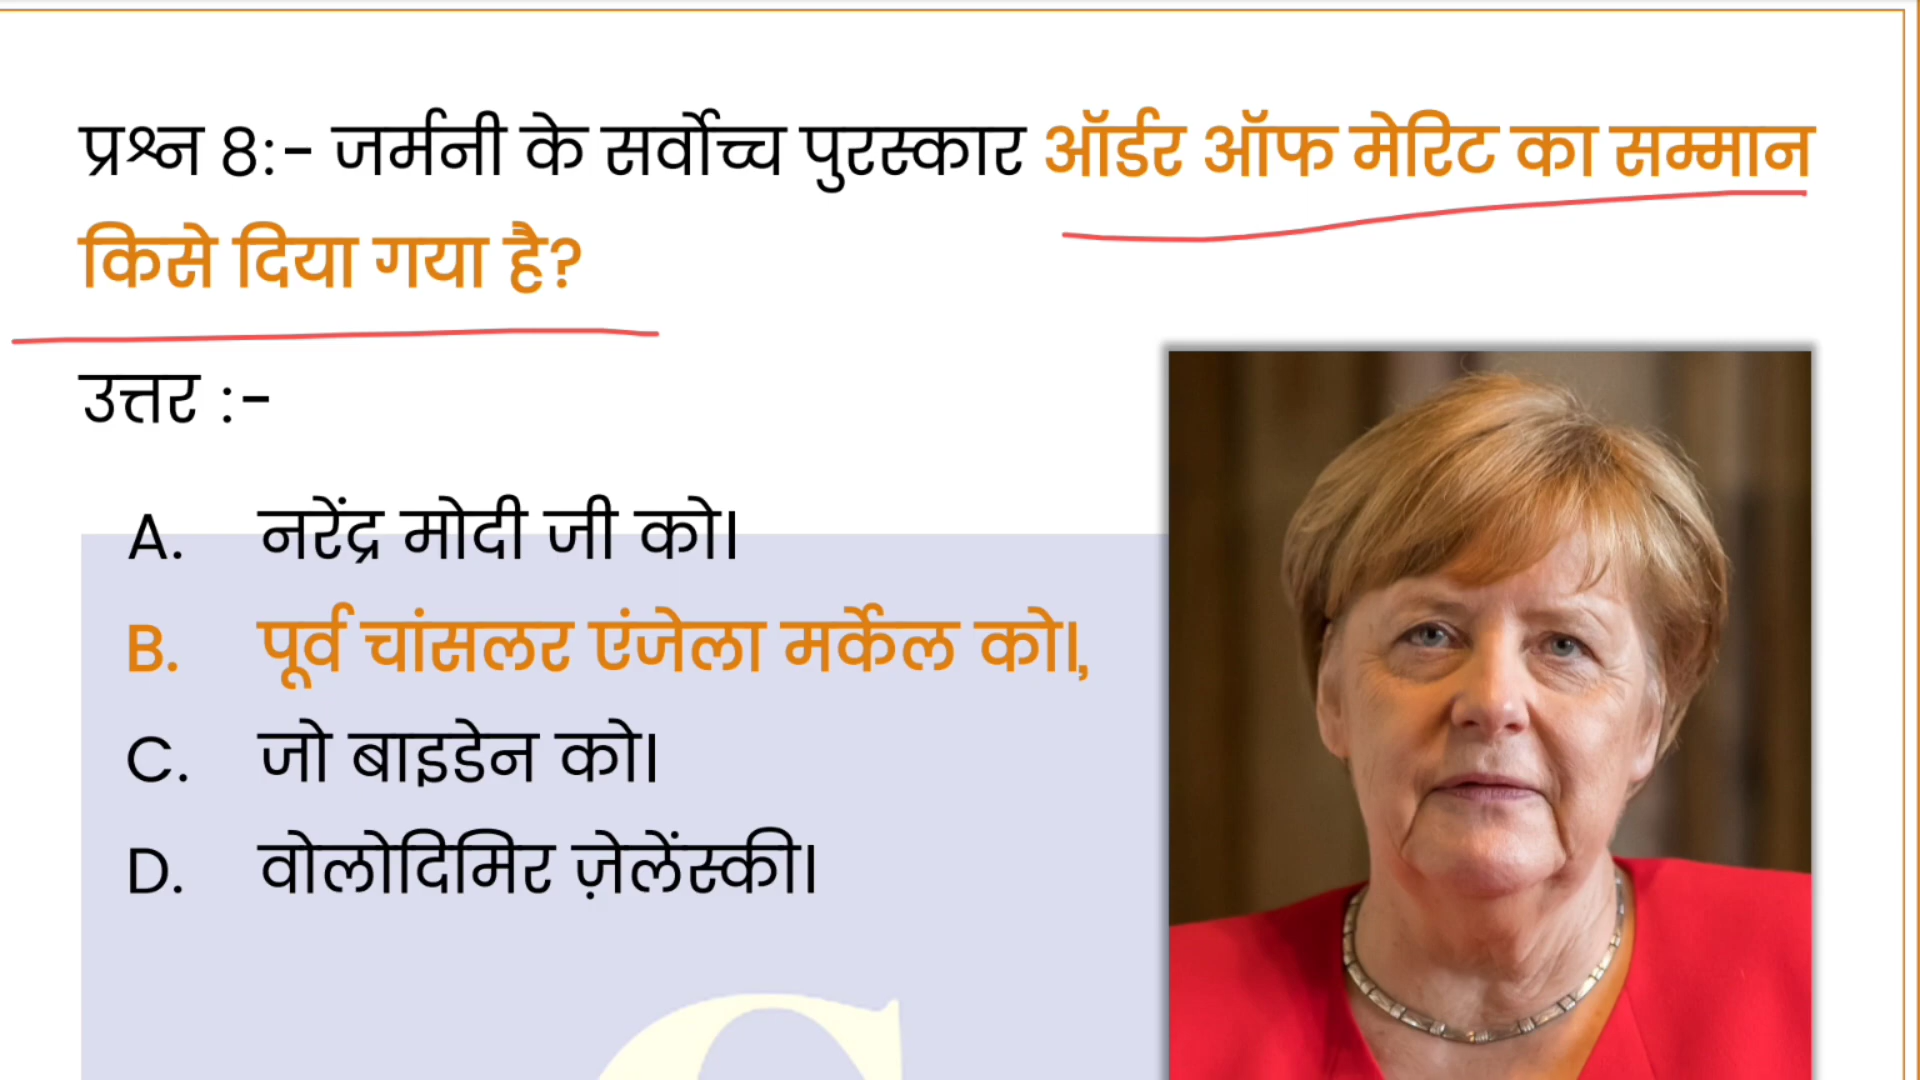 प्रश्न 8:- जर्मनी के सर्वोच्च पुरस्कार ऑर्डर ऑफ मेरिट का सम्मान
किसे दिया गया है?
उत्तर :-
A. नरेंद्र मोदी जी को।
B. पूर्व चांसलर एंजेला मर्केल को।,
C. जो बाइडेन को।
D. वोलोदिमिर ज़ेलेंस्की।